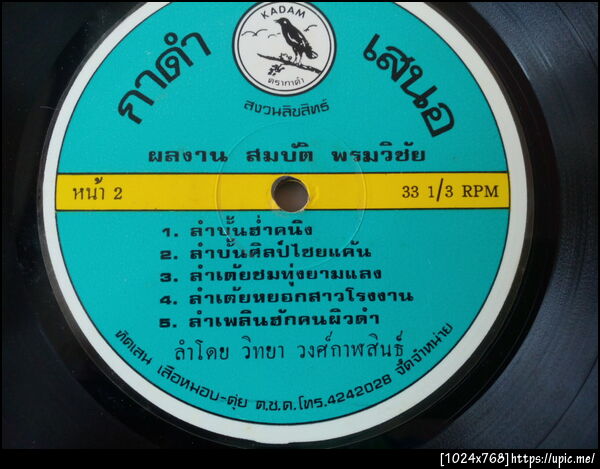 KADAM
ตรากาดำ
กาดำ เสนอ
สงวนลิขสิทธ์
ผลงาน สมบัติ พรมวิชัย
หน้า 2
33 1/3 RPM
1. ลำบั้นฮ่ำคนิง
2. ลำบั้นศิลป์ไชยแค้น
3. ลำเต้ยชมทุ่งยามแลง
4. ลำเต้ยหยอกสาวโรงงาน
5. ลำเพลินฮักคนผิวดำ
ลำโดย วิทยา วงศ์กาฬสินธุ์
ทิดเสน เสือหมอบ-ตุ่ย ต.ช.ด. โทร.4242028 จัดจำหน่าย
[1024x768]https://upic.me/